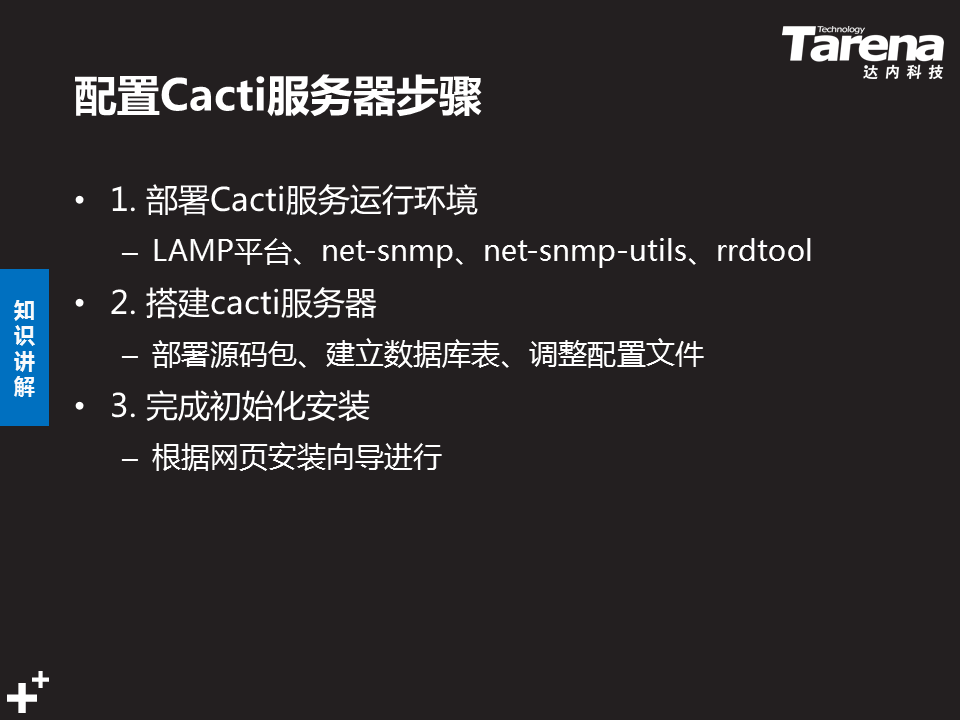 Technology
Tarena
达内科技
配置Cacti服务器步骤
• 1. 部署Cacti服务运行环境
– LAMP平台、net-snmp、net-snmp-utils、rrdtool
• 2. 搭建cacti服务器
– 部署源码包、建立数据库表、调整配置文件
• 3. 完成初始化安装
– 根据网页安装向导进行
知
识
讲
解